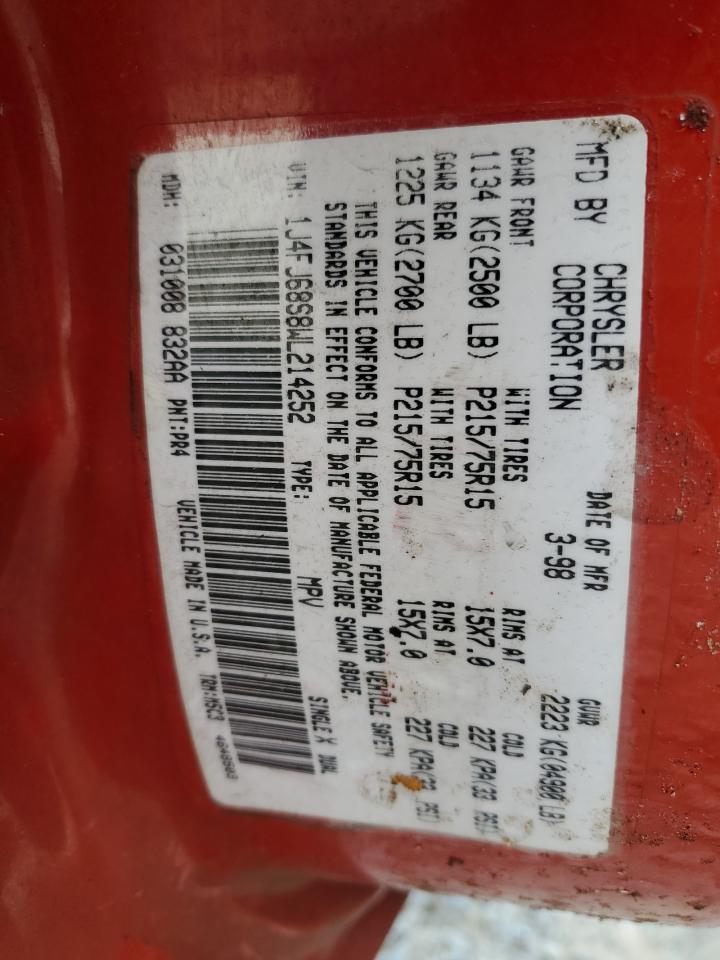 MFD BY CHRYSLER CORPORATION DATE OF MFR 3-98 GVWR 2223 KG(04900 LB)
GAWR FRONT WITH TIRES RIMS AT COLD
1134 KG(2500 LB) P215/75R15 15X7.0 227 KPA(33 PSI)
GAWR REAR WITH TIRES RIMS AT COLD
1225 KG(2700 LB) P215/75R15 15X7.0 227 KPA(33 PSI)
THIS VEHICLE CONFORMS TO ALL APPLICABLE FEDERAL MOTOR VEHICLE SAFETY
STANDARDS IN EFFECT ON THE DATE OF MANUFACTURE SHOWN ABOVE.
VIN: 1J4FJ68S8WL214252 TYPE: MPV SINGLE X DUAL
MDH: 031008 832AA PNT:PR4 VEHICLE MADE IN U.S.A. TRM:M5C3